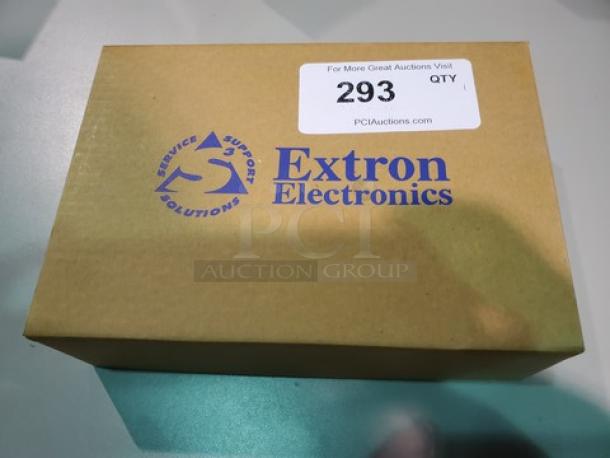 For More Great Auctions Visit
293
QTY
PCIAuctions.com
SERVICE SUPPORT SOLUTIONS
S3
Extron
Electronics
PCI
AUCTION GROUP